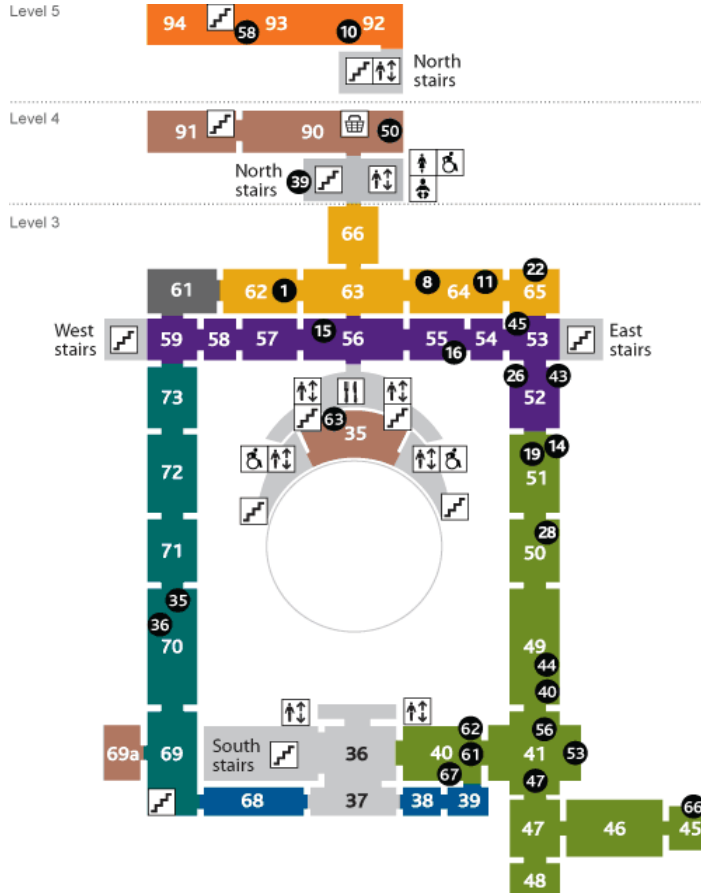 Level 5
94 58 93 10 92
North
stairs
Level 4
91 90 50
North
stairs
39
Level 3
66
61 62 1 63 8 64 11 22 65
West
stairs
59 58 57 15 56 55 16 54 45 53
East
stairs
73 26 43 52
63 35
72 19 14 51
71 28 50
35
36
70
49
44
40
69a 69
South
stairs
36 40 62 61 67 56 41 53 47
68 37 38 39
47 46 66 45
48